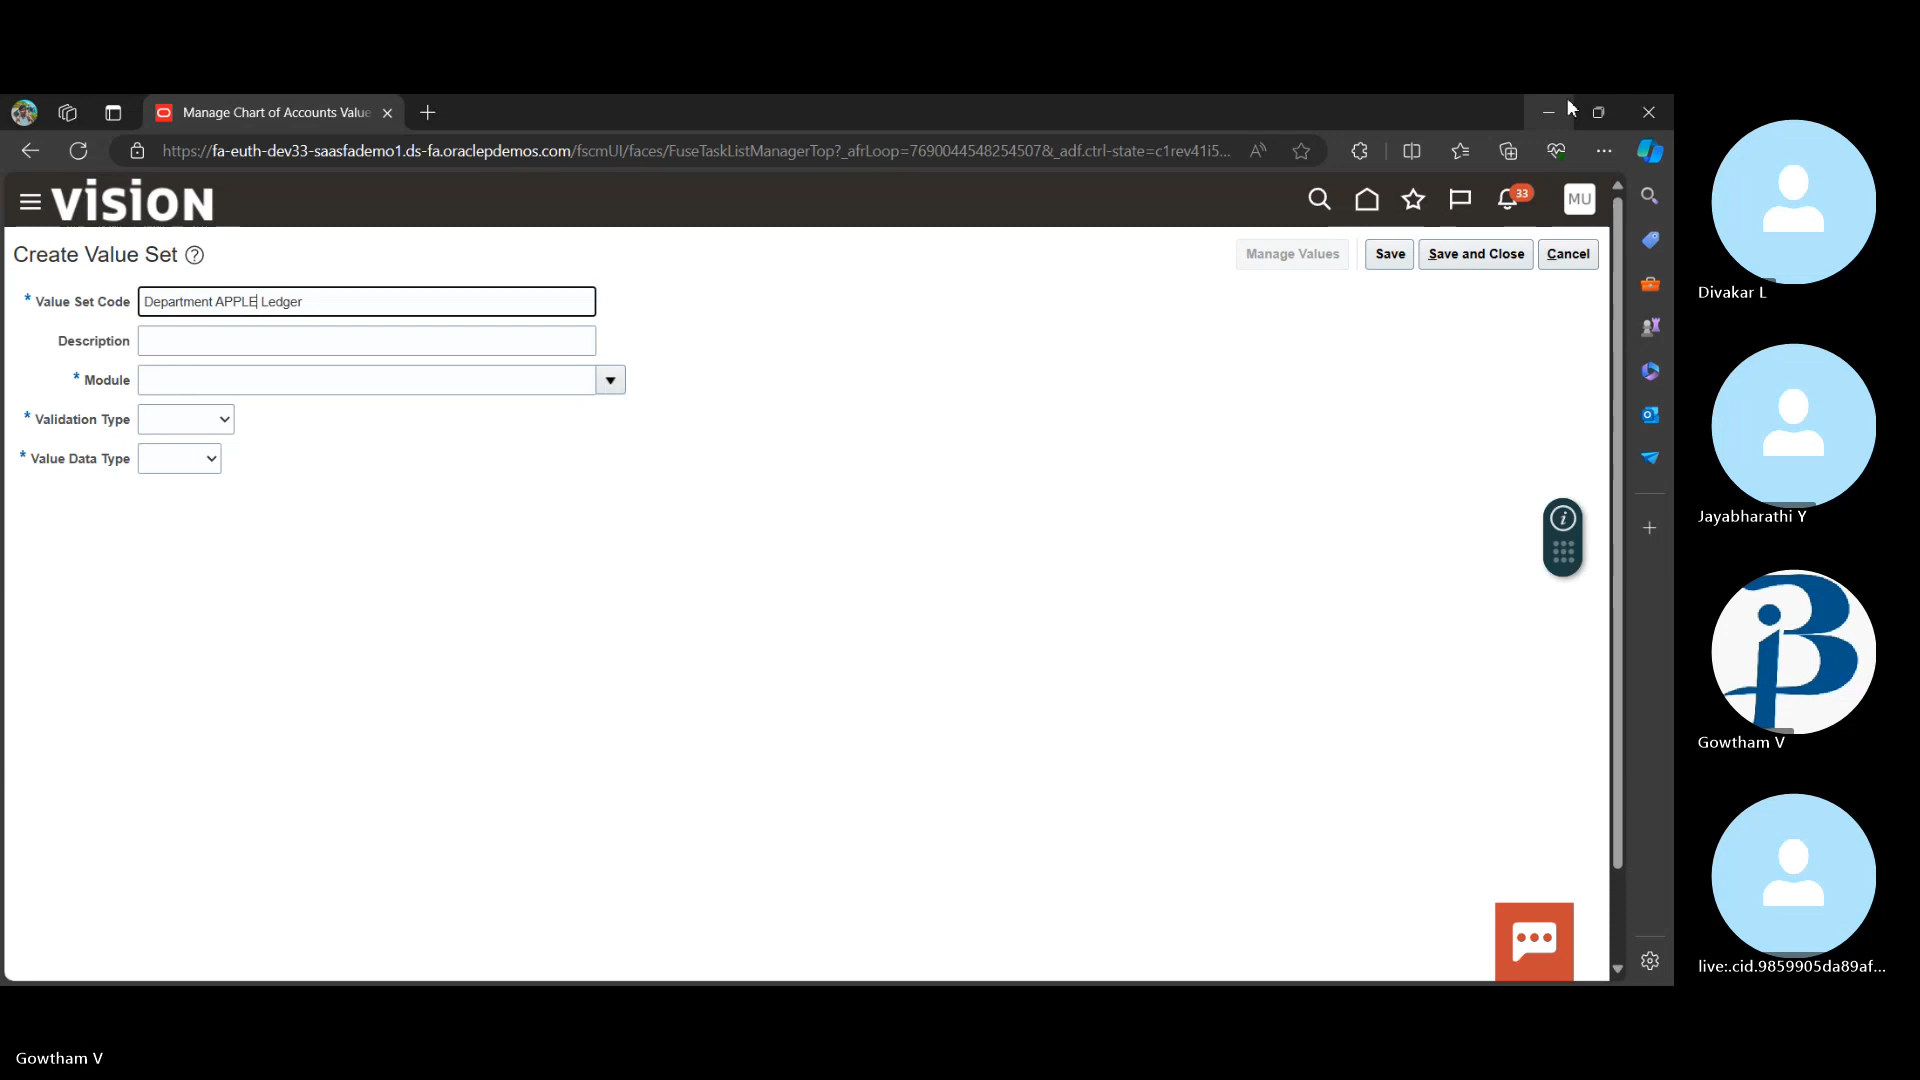 Manage Chart of Accounts Value
https://fa-euth-dev33-saasfademo1.ds-fa.oraclepdemos.com/fscmUI/faces/FuseTaskListManagerTop?_afrLoop=7690044548254507&_adf.ctrl-state=c1rev41i5...
VISION
33
MU
Create Value Set
Manage Values
Save
Save and Close
Cancel
* Value Set Code Department APPLE Ledger
Description
* Module
* Validation Type
* Value Data Type
Divakar L
Jayabharathi Y
Gowtham V
live:.cid.9859905da89af...
Gowtham V